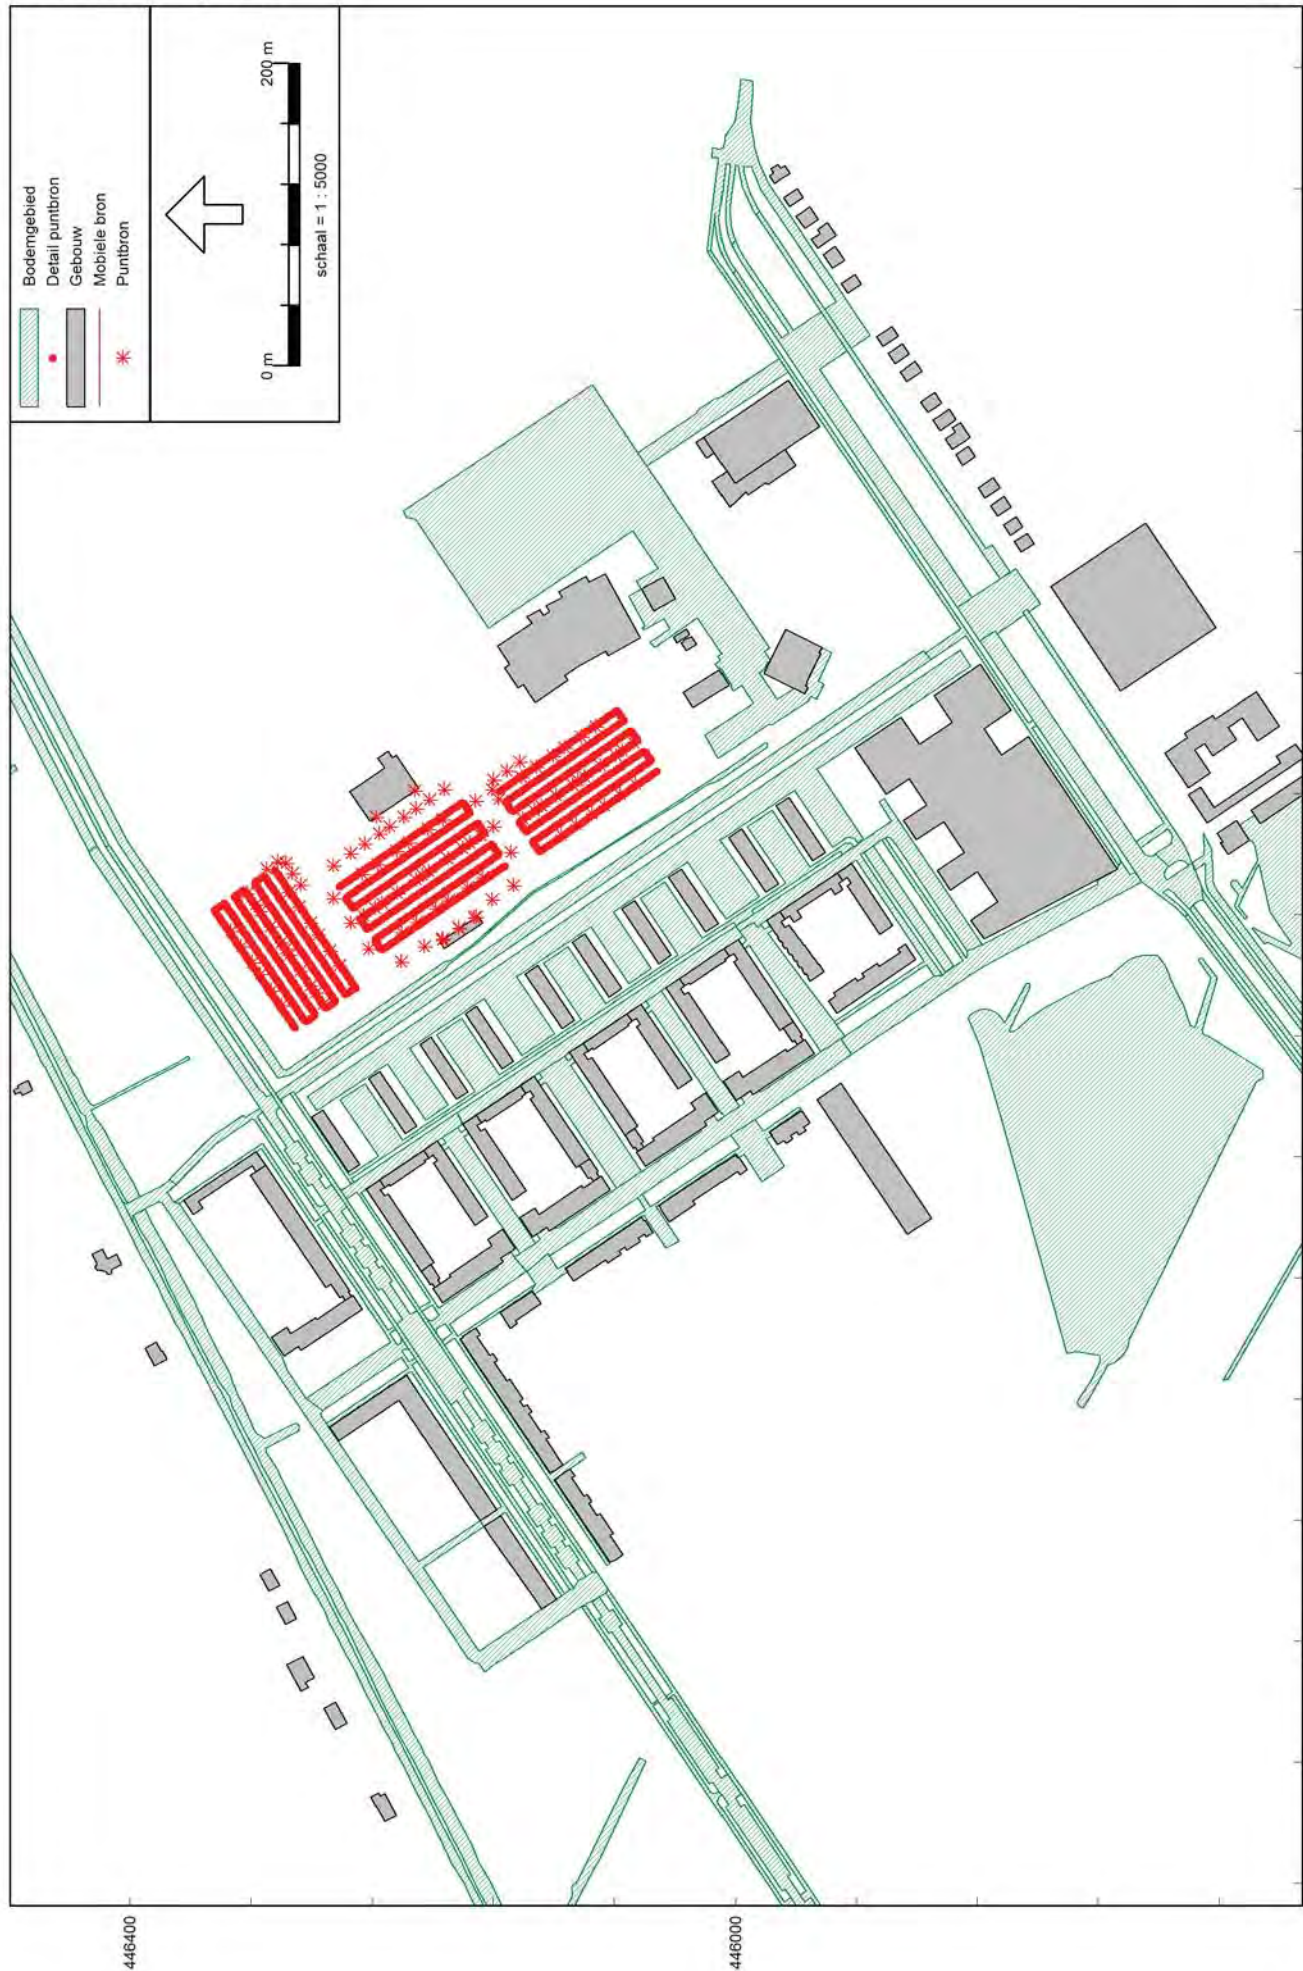 Bodemgebied
Detail puntbron
Gebouw
Mobiele bron
Puntbron
0 m
200 m
schaal = 1 : 5000
446400
446000